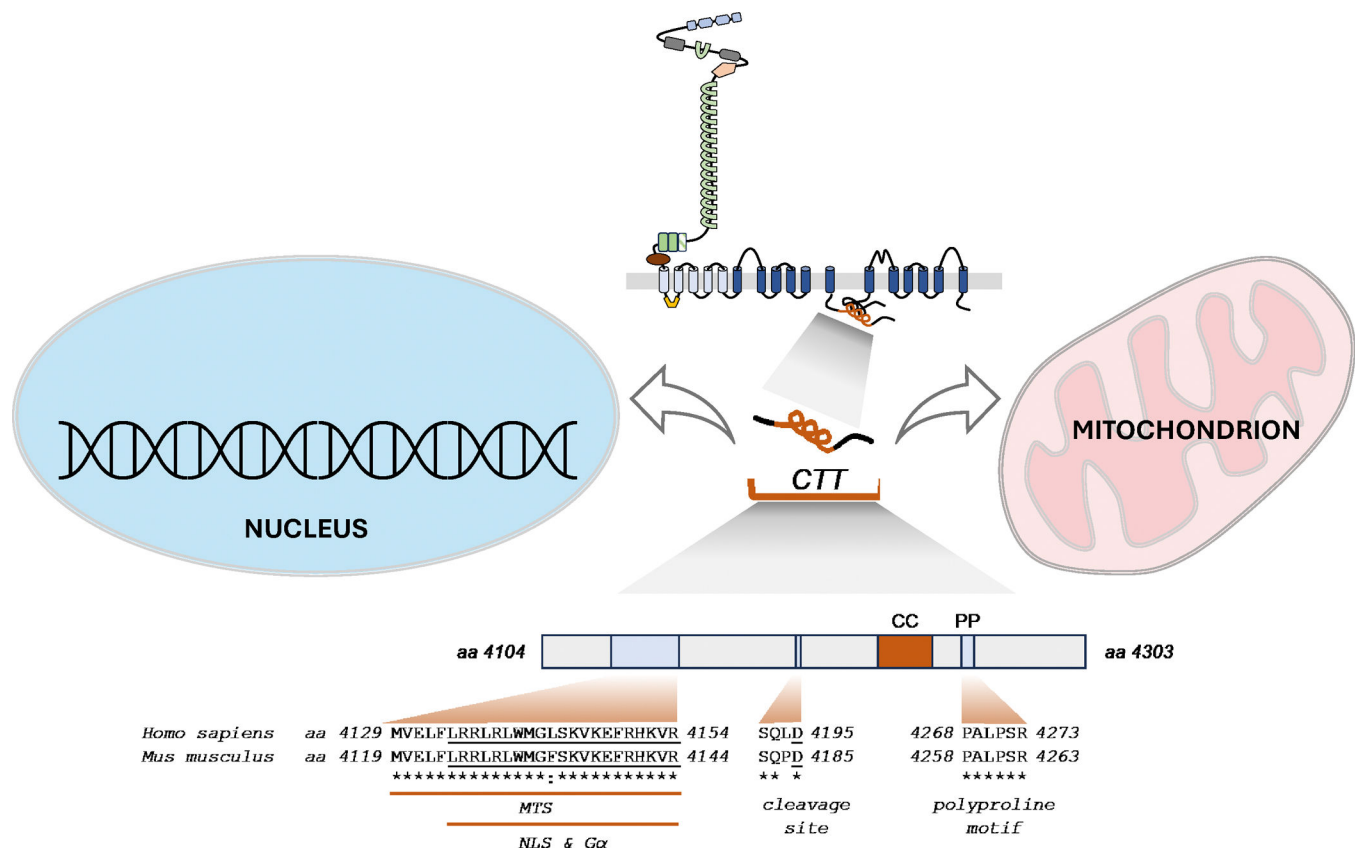 NUCLEUS
MITOCHONDRION
CTT
CC PP
aa 4104 aa 4303
Homo sapiens aa 4129 MVELFLRRLRLWMGLSKVKEFRHKVR 4154 SQLD 4195 4268 PALPSR 4273
Mus musculus aa 4119 MVELFLRRLRLWMGFSKVKEFRHKVR 4144 SQPD 4185 4258 PALPSR 4263
***************:********** ** * ******
MTS cleavage polyproline
site motif
NLS & Gα